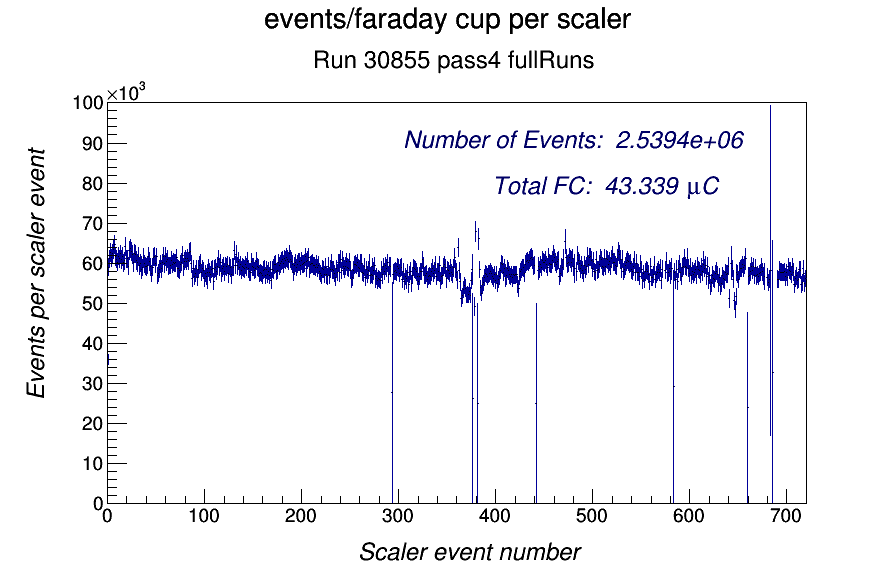 events/faraday cup per scaler
Run 30855 pass4 fullRuns
×10³
Number of Events: 2.5394e+06
Total FC: 43.339 μC
Events per scaler event
100
90
80
70
60
50
40
30
20
10
0
0 100 200 300 400 500 600 700
Scaler event number